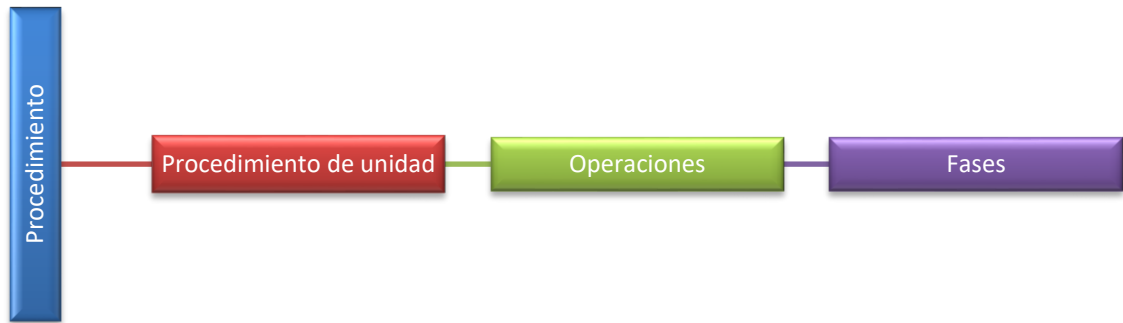 Procedimiento
Procedimiento de unidad
Operaciones
Fases